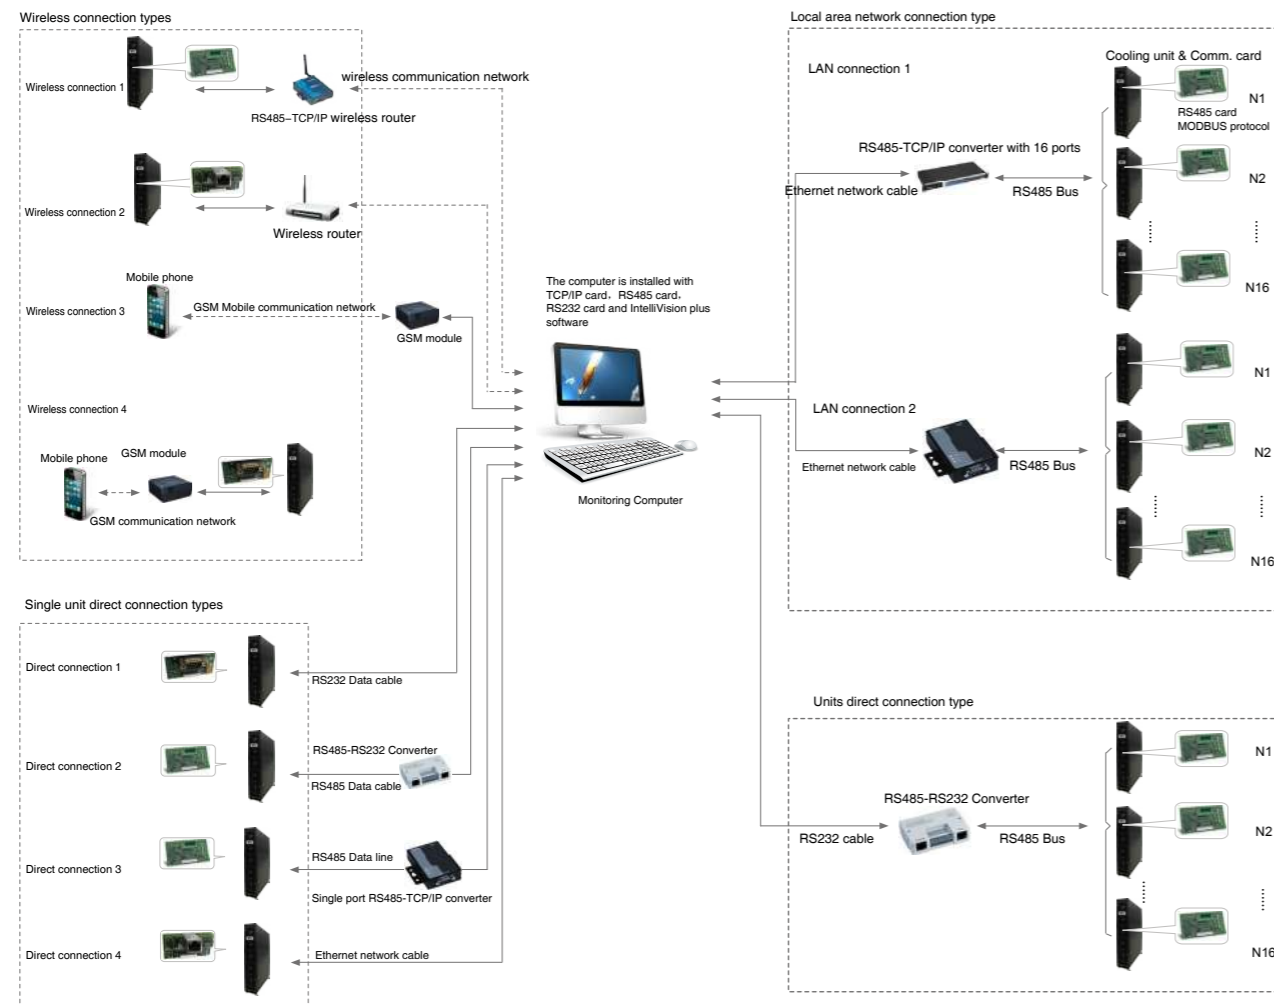 Wireless connection types
Wireless connection 1
wireless communication network
RS485–TCP/IP wireless router
Wireless connection 2
Wireless router
Mobile phone
Wireless connection 3
GSM Mobile communication network
GSM module
Wireless connection 4
Mobile phone
GSM module
GSM communication network
Single unit direct connection types
Direct connection 1
RS232 Data cable
Direct connection 2
RS485-RS232 Converter
RS485 Data cable
Direct connection 3
RS485 Data line
Single port RS485-TCP/IP converter
Direct connection 4
Ethernet network cable
The computer is installed with
TCP/IP card, RS485 card,
RS232 card and IntelliVision plus
software
Monitoring Computer
Local area network connection type
LAN connection 1
Cooling unit & Comm. card
N1
RS485 card
MODBUS protocol
RS485-TCP/IP converter with 16 ports
Ethernet network cable
RS485 Bus
N2
N16
LAN connection 2
N1
Ethernet network cable
RS485 Bus
N2
N16
Units direct connection type
N1
RS485-RS232 Converter
RS232 cable
RS485 Bus
N2
N16